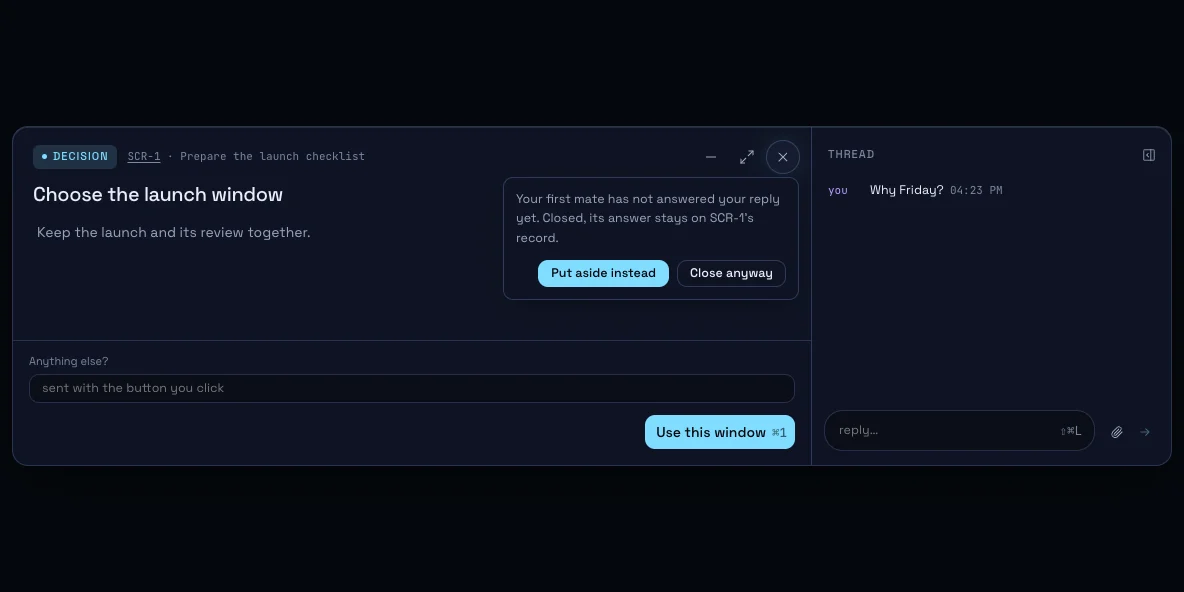 DECISION SCR-1 · Prepare the launch checklist
Choose the launch window
Keep the launch and its review together.
Your first mate has not answered your reply
yet. Closed, its answer stays on SCR-1's
record.
Put aside instead Close anyway
Anything else?
sent with the button you click
Use this window ⌘1
THREAD
you Why Friday? 04:23 PM
reply… ⇧⌘L